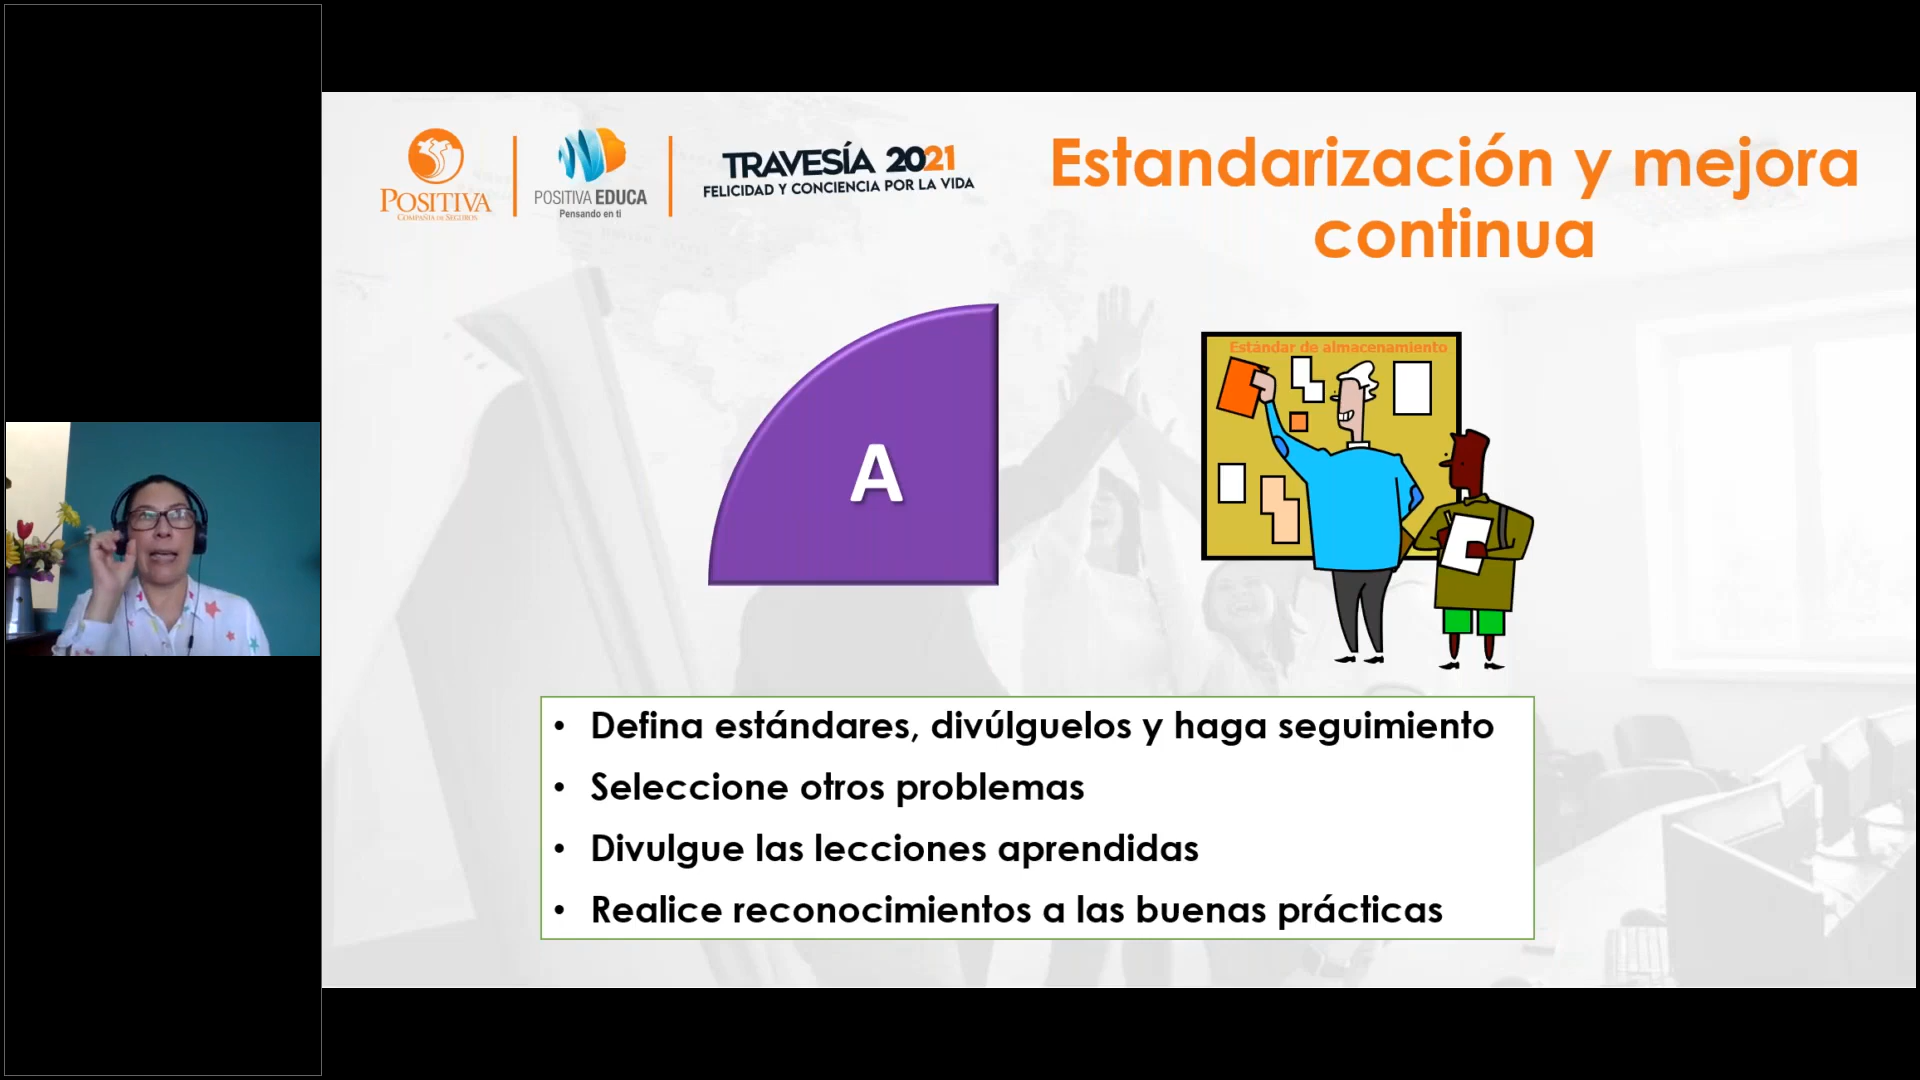 POSITIVA
COMPAÑÍA DE SEGUROS
POSITIVA EDUCA
Pensando en ti
TRAVESÍA 2021
FELICIDAD Y CONCIENCIA POR LA VIDA
Estandarización y mejora
continua
A
Estándar de almacenamiento
• Defina estándares, divúlguelos y haga seguimiento
• Seleccione otros problemas
• Divulgue las lecciones aprendidas
• Realice reconocimientos a las buenas prácticas